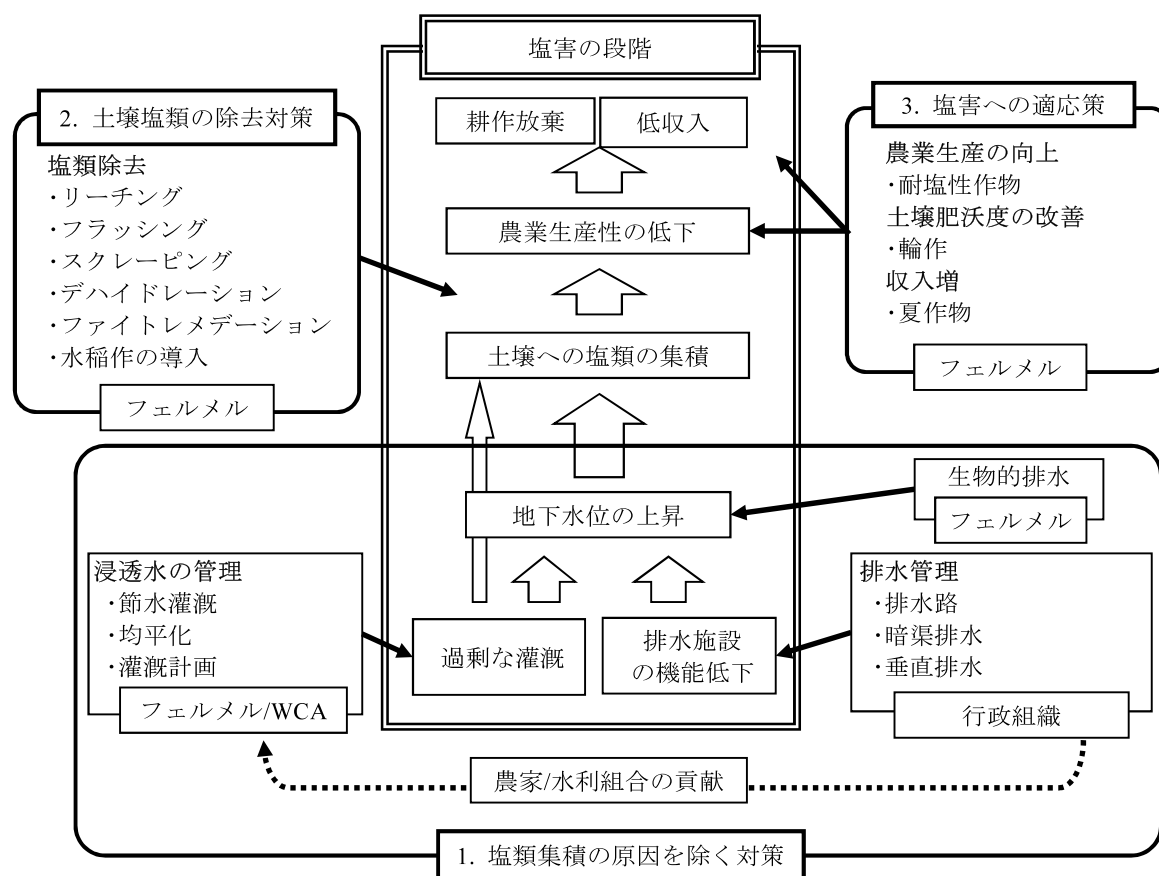 塩害の段階
耕作放棄
低収入
農業生産性の低下
土壌への塩類の集積
地下水位の上昇
過剰な灌漑
排水施設
の機能低下
2. 土壌塩類の除去対策
塩類除去
・リーチング
・フラッシング
・スクレーピング
・デハイドレーション
・ファイトレメデーション
・水稲作の導入
フェルメル
3. 塩害への適応策
農業生産の向上
・耐塩性作物
土壌肥沃度の改善
・輪作
収入増
・夏作物
フェルメル
生物的排水
フェルメル
浸透水の管理
・節水灌漑
・均平化
・灌漑計画
フェルメル/WCA
排水管理
・排水路
・暗渠排水
・垂直排水
行政組織
農家/水利組合の貢献
1. 塩類集積の原因を除く対策